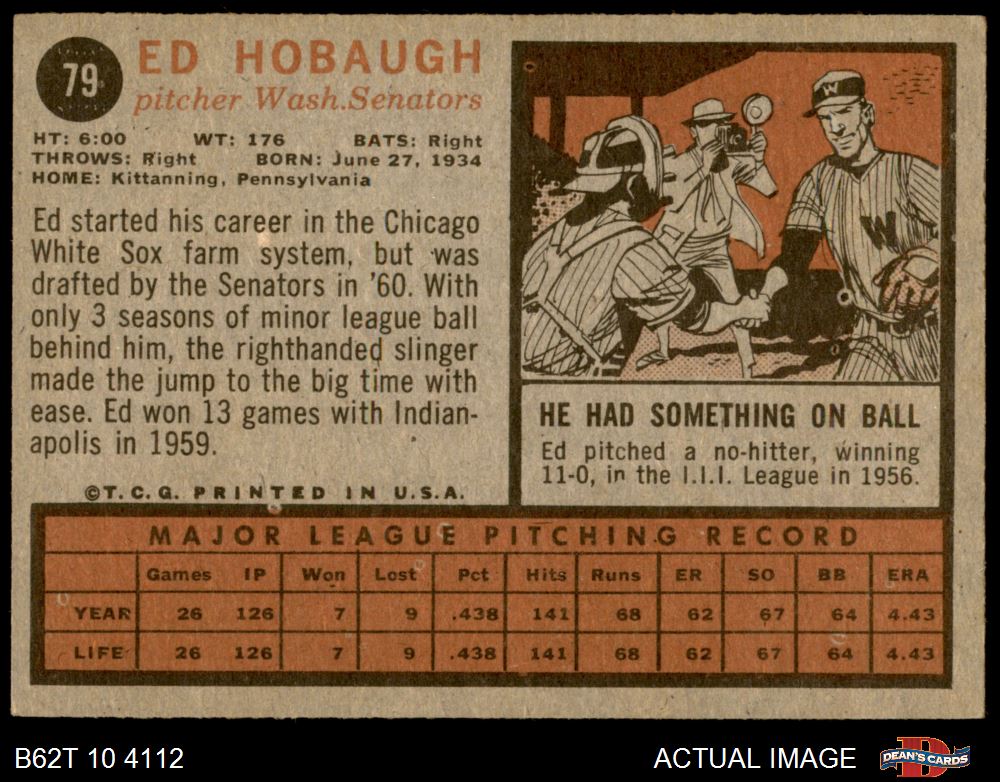 79
ED HOBAUGH
pitcher Wash.Senators
HT: 6:00 WT: 176 BATS: Right
THROWS: Right BORN: June 27, 1934
HOME: Kittanning, Pennsylvania
Ed started his career in the Chicago
White Sox farm system, but was
drafted by the Senators in '60. With
only 3 seasons of minor league ball
behind him, the righthanded slinger
made the jump to the big time with
ease. Ed won 13 games with Indian-
apolis in 1959.
©T.C.G. PRINTED IN U.S.A.
W
W
HE HAD SOMETHING ON BALL
Ed pitched a no-hitter, winning
11-0, in the I.I.I. League in 1956.
MAJOR LEAGUE PITCHING RECORD
Games IP Won Lost Pct Hits Runs ER SO BB ERA
YEAR 26 126 7 9 .438 141 68 62 67 64 4.43
LIFE 26 126 7 9 .438 141 68 62 67 64 4.43
B62T 10 4112
ACTUAL IMAGE
DEAN'S CARDS